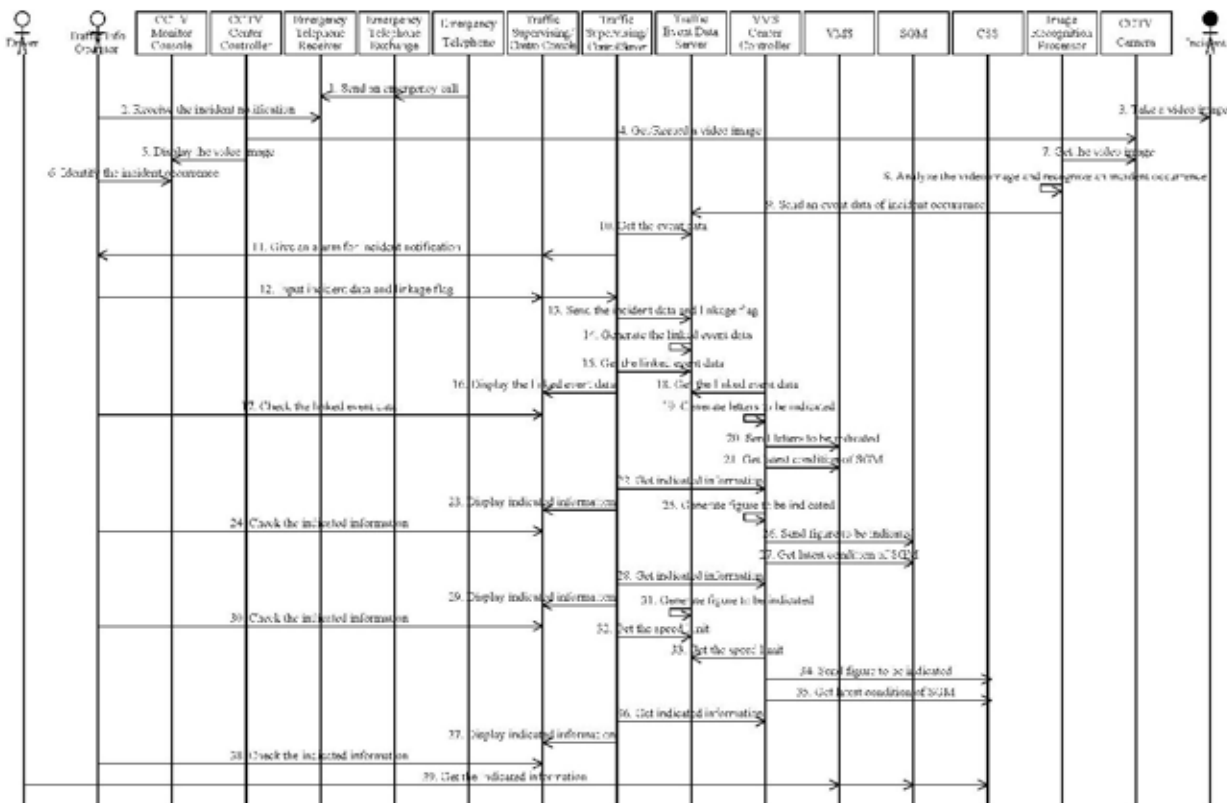 Driver
Traffic Info
Operator
Monitor
Console
CCTV
Center
Controller
Emergency
Telephone
Receiver
Emergency
Telephone
Exchange
Emergency
Telephone
Traffic
Supervising/
Traffic
Supervising/
Traffic
Event Data
Server
VMS
Center
Controller
VMS
SGM
CSS
Image
Recognition
Processor
CCTV
Camera
Incident
1. Send an emergency call
2. Receive the incident notification
3. Take a video image
4. Get/Record a video image
5. Display the video image
7. Get the video image
6. Identify the incident occurrence
8. Analyze the video image and recognize an incident occurrence
9. Send an event data of incident occurrence
10. Get the event data
11. Give an alarm for incident notification
12. Input incident data and linkage flag
13. Send the incident data and linkage flag
14. Generate the linked event data
15. Get the linked event data
16. Display the linked event data
18. Get the linked event data
17. Check the linked event data
19. Generate letters to be indicated
20. Send letters to be indicated
21. Get latest condition of SGM
22. Get indicated information
23. Display indicated information
25. Generate figure to be indicated
24. Check the indicated information
26. Send figure to be indicated
27. Get latest condition of SGM
28. Get indicated information
29. Display indicated information
31. Generate figure to be indicated
30. Check the indicated information
32. Get the speed limit
33. Get the speed limit
34. Send figure to be indicated
35. Get latest condition of SGM
36. Get indicated information
37. Display indicated information
38. Check the indicated information
39. Get the indicated information